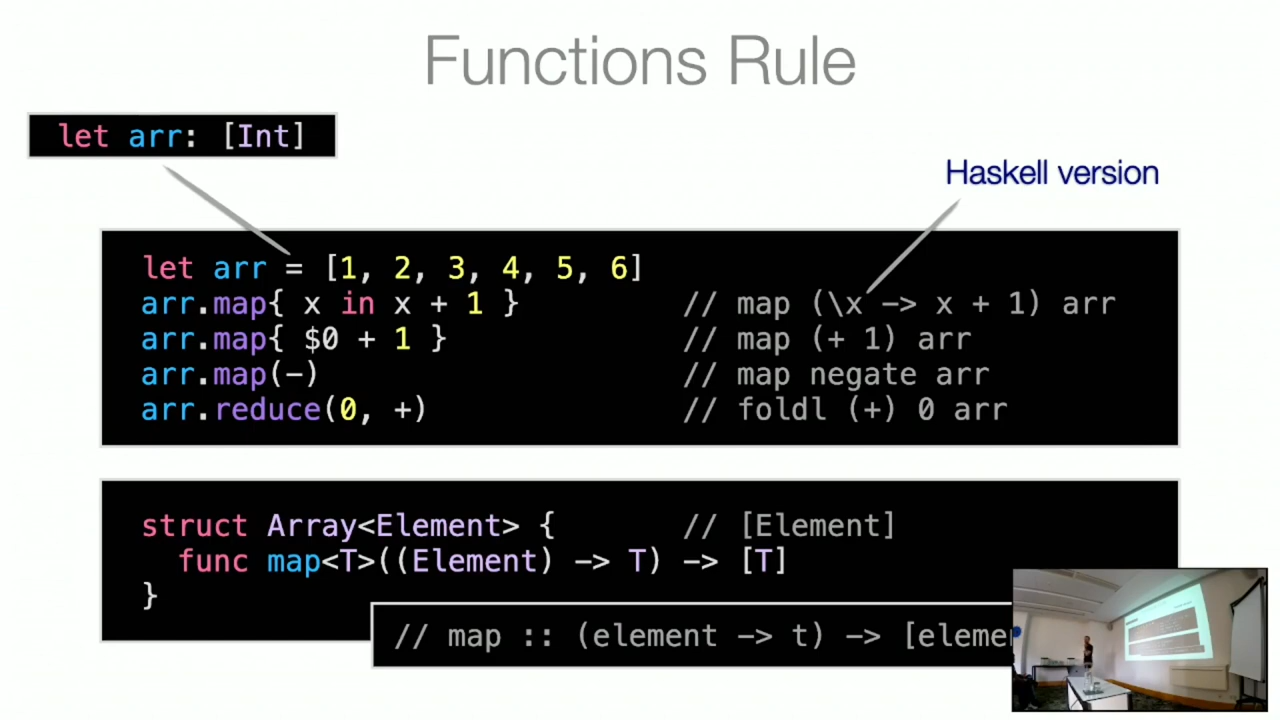 Functions Rule
let arr: [Int]
Haskell version
let arr = [1, 2, 3, 4, 5, 6]
arr.map{ x in x + 1 } // map (\x -> x + 1) arr
arr.map{ $0 + 1 } // map (+ 1) arr
arr.map(-) // map negate arr
arr.reduce(0, +) // foldl (+) 0 arr
struct Array<Element> { // [Element]
func map<T>((Element) -> T) -> [T]
}
// map :: (element -> t) -> [eleme